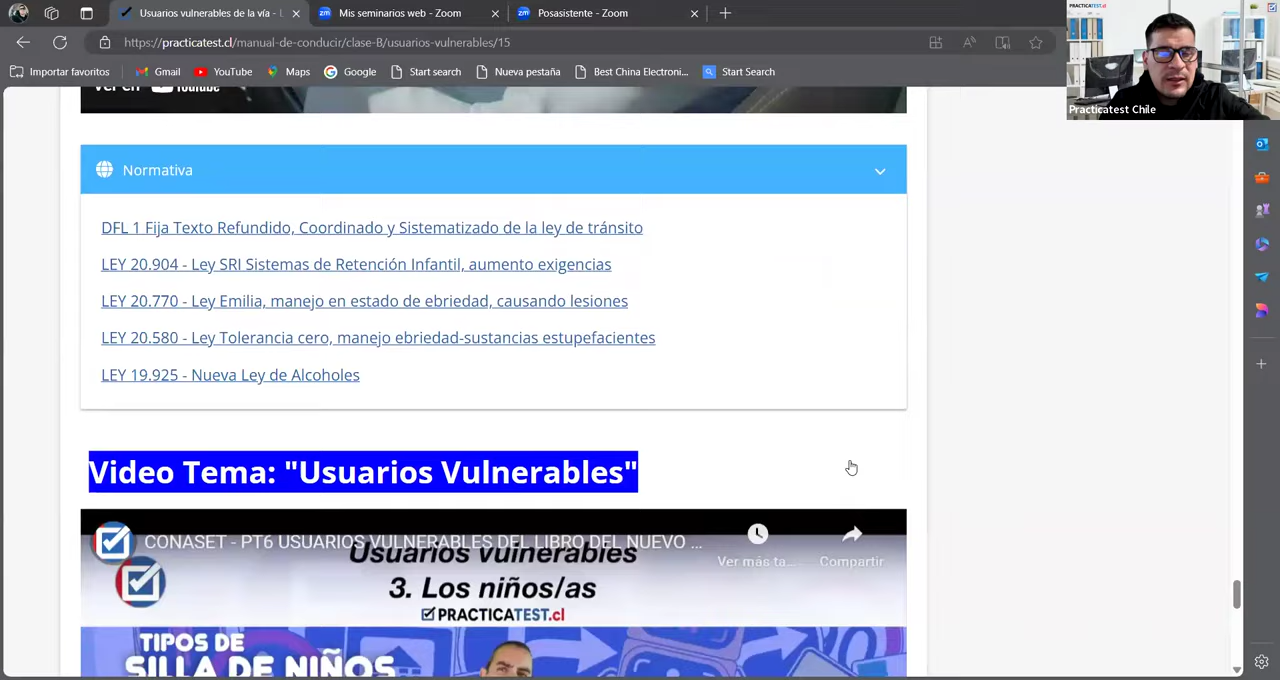 Usuarios vulnerables de la vía - L
Mis seminarios web - Zoom
Posasistente - Zoom
https://practicatest.cl/manual-de-conducir/clase-B/usuarios-vulnerables/15
Importar favoritos
Gmail
YouTube
Maps
Google
Start search
Nueva pestaña
Best China Electroni...
Start Search
PRACTICATEST.cl
Practicatest Chile
Ver en YouTube
Normativa
DFL 1 Fija Texto Refundido, Coordinado y Sistematizado de la ley de tránsito
LEY 20.904 - Ley SRI Sistemas de Retención Infantil, aumento exigencias
LEY 20.770 - Ley Emilia, manejo en estado de ebriedad, causando lesiones
LEY 20.580 - Ley Tolerancia cero, manejo ebriedad-sustancias estupefacientes
LEY 19.925 - Nueva Ley de Alcoholes
Video Tema: "Usuarios Vulnerables"
CONASET - PT6 USUARIOS VULNERABLES DEL LIBRO DEL NUEVO ...
Ver más ta...
Compartir
Usuarios vulnerables
3. Los niños/as
PRACTICATEST.cl
TIPOS DE
SILLA DE NIÑOS